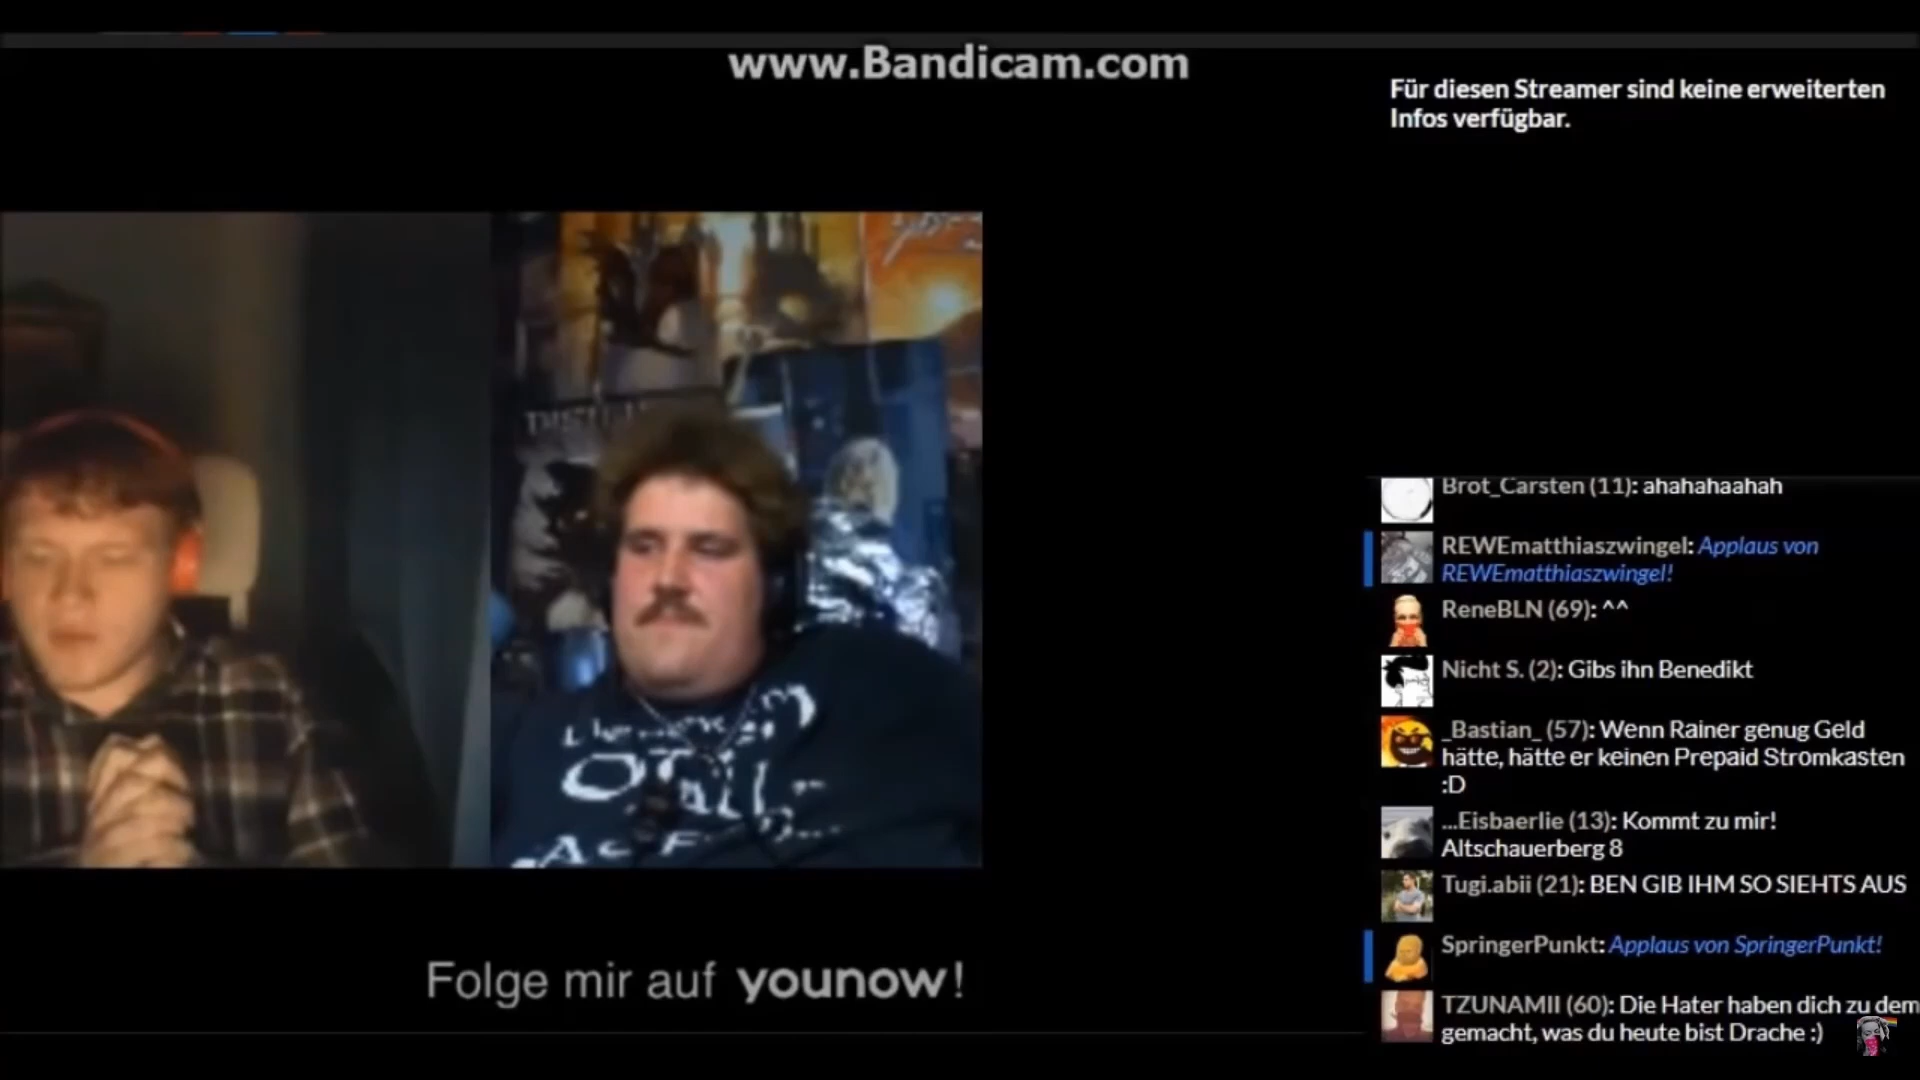 www.Bandicam.com
Für diesen Streamer sind keine erweiterten
Infos verfügbar.
Brot_Carsten (11): ahahahaahah
REWEmatthiaszwingel: Applaus von
REWEmatthiaszwingel!
ReneBLN (69): ^^
Nicht S. (2): Gibs ihn Benedikt
_Bastian_ (57): Wenn Rainer genug Geld
hätte, hätte er keinen Prepaid Stromkasten
:D
...Eisbaerlie (13): Kommt zu mir!
Altschauerberg 8
Tugi.abii (21): BEN GIB IHM SO SIEHTS AUS
SpringerPunkt: Applaus von SpringerPunkt!
TZUNAMII (60): Die Hater haben dich zu dem
gemacht, was du heute bist Drache :)
Folge mir auf younow!